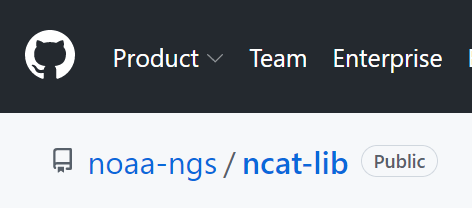 Product Team Enterprise
noaa-ngs / ncat-lib Public